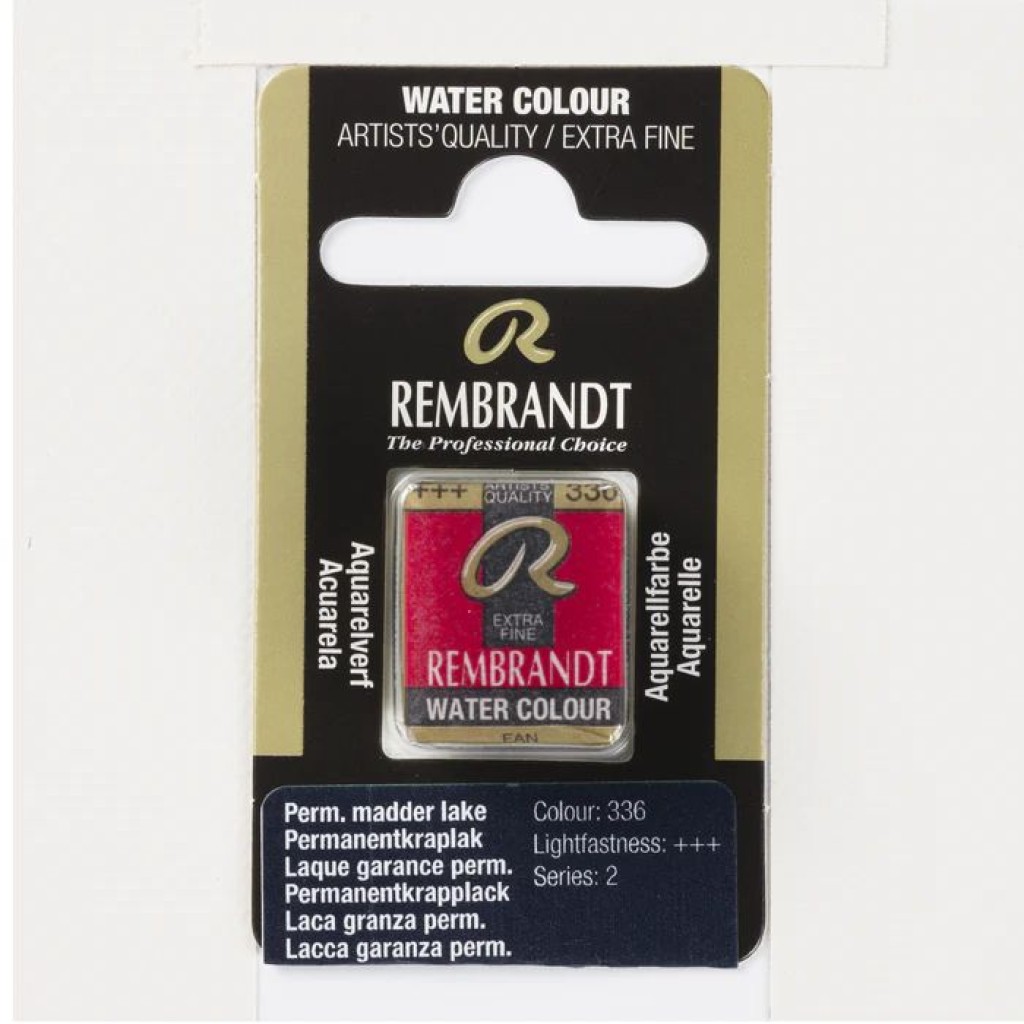 WATER COLOUR
ARTISTS' QUALITY / EXTRA FINE
R
REMBRANDT
The Professional Choice
+++ ARTISTS' 336
QUALITY
R
EXTRA
FINE
REMBRANDT
WATER COLOUR
EAN
Aquarelverf
Acuarela
Aquarellfarbe
Aquarelle
Perm. madder lake
Permanentkraplak
Laque garance perm.
Permanentkrapplack
Laca granza perm.
Lacca garanza perm.
Colour: 336
Lightfastness: +++
Series: 2